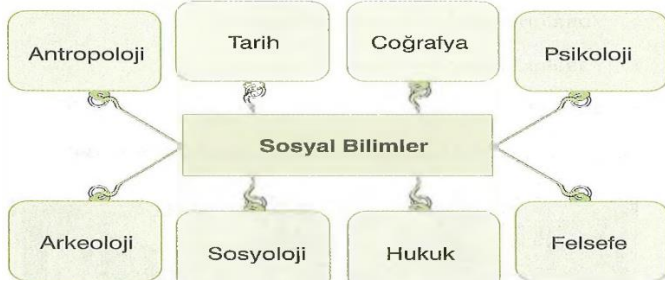 Antropoloji
Tarih
Coğrafya
Psikoloji
Sosyal Bilimler
Arkeoloji
Sosyoloji
Hukuk
Felsefe